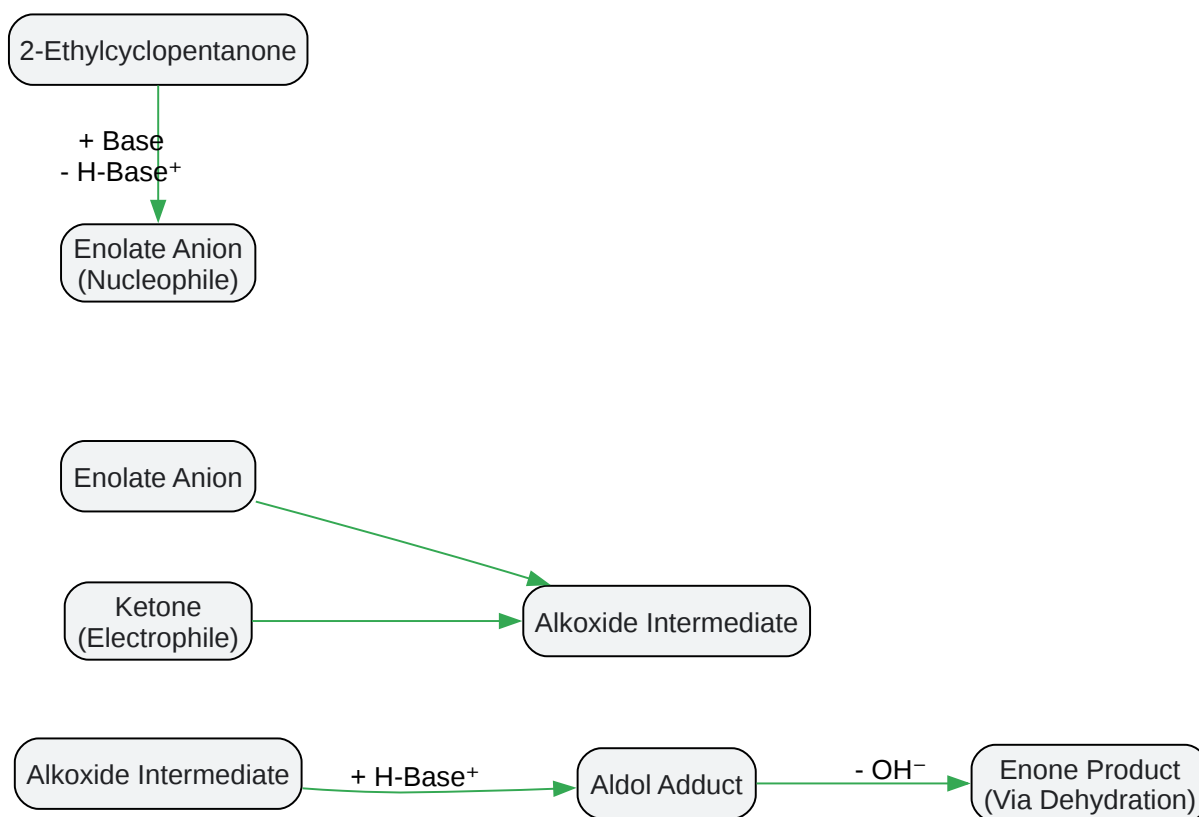 2-Ethylcyclopentanone
+ Base
- H-Base⁺
Enolate Anion
(Nucleophile)
Enolate Anion
Ketone
(Electrophile)
Alkoxide Intermediate
Alkoxide Intermediate
+ H-Base⁺
Aldol Adduct
- OH⁻
Enone Product
(Via Dehydration)